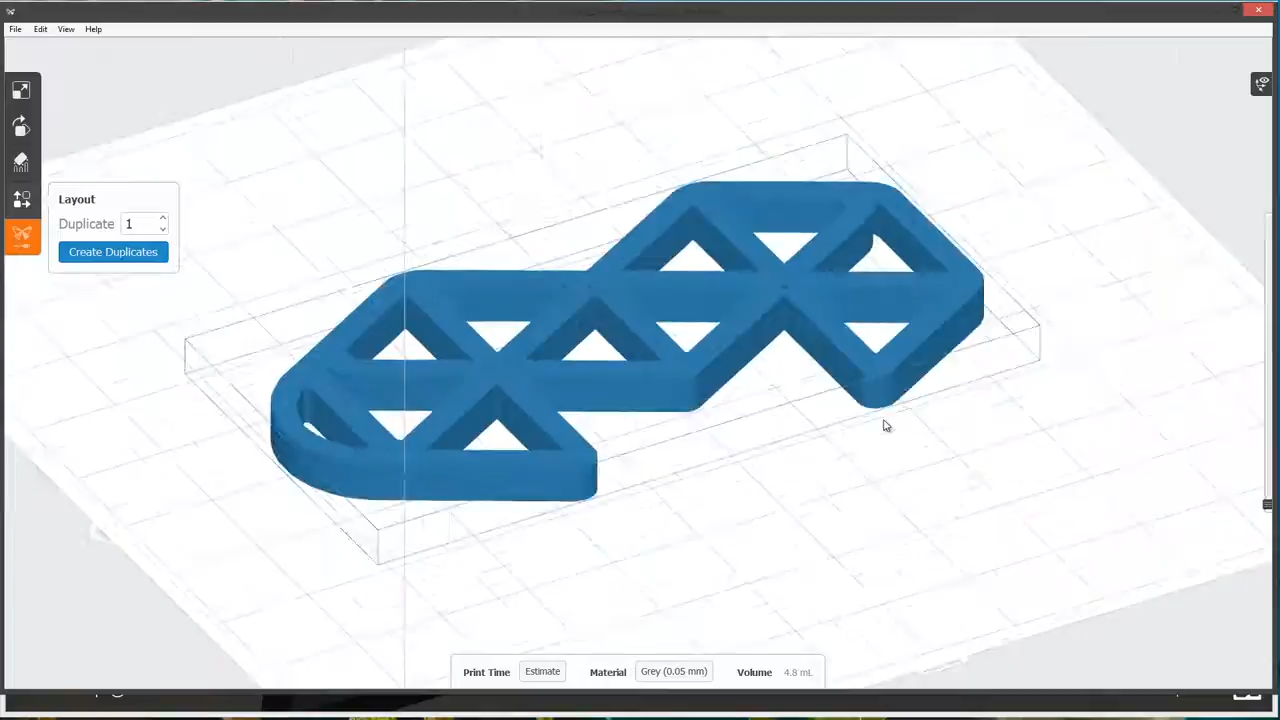 File Edit View Help
Layout
Duplicate 1
Create Duplicates
Print Time Estimate Material Grey (0.05 mm) Volume 4.8 mL